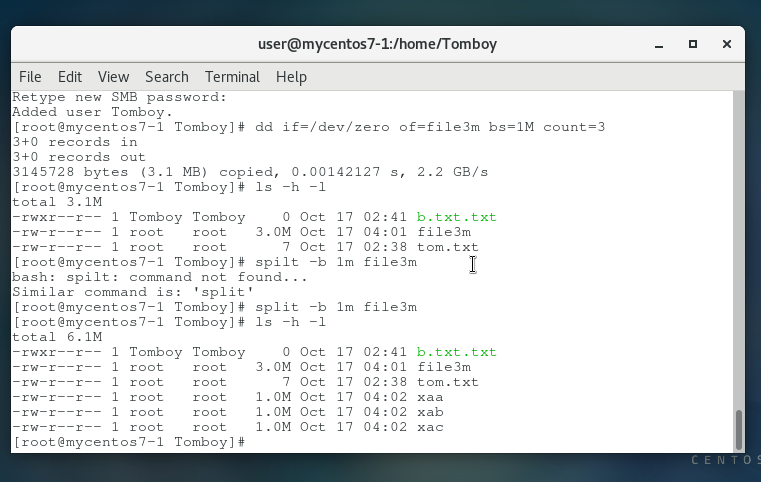 user@mycentos7-1:/home/Tomboy
File Edit View Search Terminal Help
Retype new SMB password:
Added user Tomboy.
[root@mycentos7-1 Tomboy]# dd if=/dev/zero of=file3m bs=1M count=3
3+0 records in
3+0 records out
3145728 bytes (3.1 MB) copied, 0.00142127 s, 2.2 GB/s
[root@mycentos7-1 Tomboy]# ls -h -l
total 3.1M
-rwxr--r-- 1 Tomboy Tomboy    0 Oct 17 02:41 b.txt.txt
-rw-r--r-- 1 root   root   3.0M Oct 17 04:01 file3m
-rw-r--r-- 1 root   root      7 Oct 17 02:38 tom.txt
[root@mycentos7-1 Tomboy]# spilt -b 1m file3m
bash: spilt: command not found...
Similar command is: 'split'
[root@mycentos7-1 Tomboy]# split -b 1m file3m
[root@mycentos7-1 Tomboy]# ls -h -l
total 6.1M
-rwxr--r-- 1 Tomboy Tomboy    0 Oct 17 02:41 b.txt.txt
-rw-r--r-- 1 root   root   3.0M Oct 17 04:01 file3m
-rw-r--r-- 1 root   root      7 Oct 17 02:38 tom.txt
-rw-r--r-- 1 root   root   1.0M Oct 17 04:02 xaa
-rw-r--r-- 1 root   root   1.0M Oct 17 04:02 xab
-rw-r--r-- 1 root   root   1.0M Oct 17 04:02 xac
[root@mycentos7-1 Tomboy]#
CENTOS